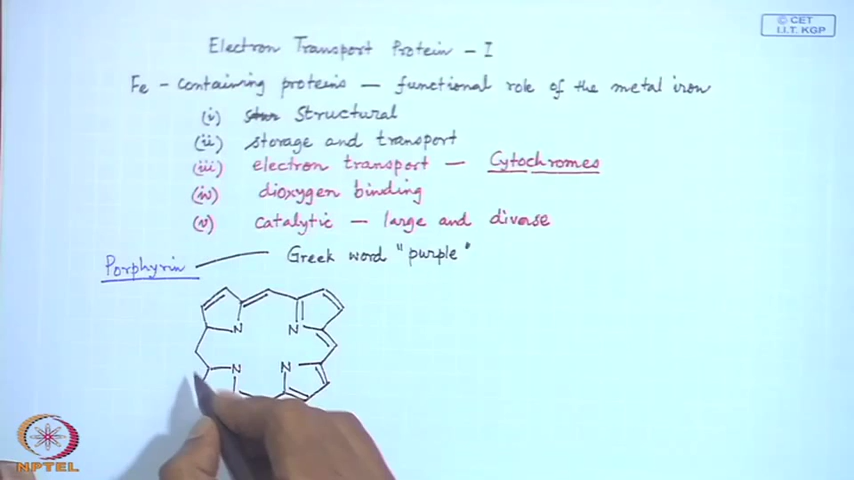 © CET
I.I.T. KGP
Electron Transport Protein - I
Fe - containing proteins — functional role of the metal iron
(i) Structural
(ii) storage and transport
(iii) electron transport — Cytochromes
(iv) dioxygen binding
(v) catalytic — large and diverse
Porphyrin — Greek word "purple"
N N
N N
NPTEL